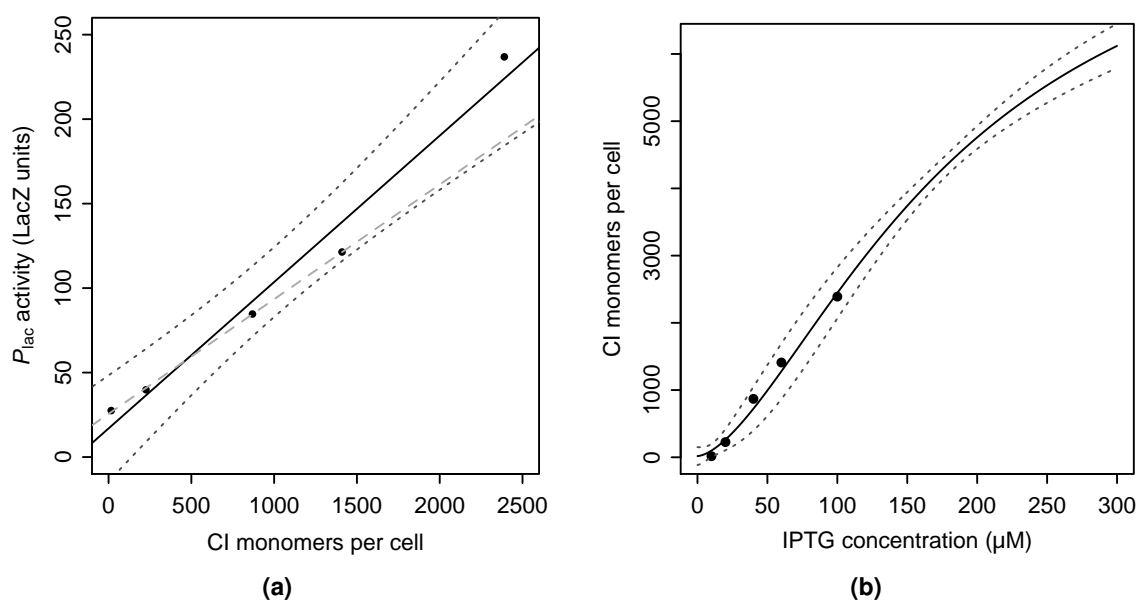 250
200
150
100
50
0
Plac activity (LacZ units)
0 500 1000 1500 2000 2500
CI monomers per cell
(a)
5000
3000
1000
0
CI monomers per cell
0 50 100 150 200 250 300
IPTG concentration (µM)
(b)